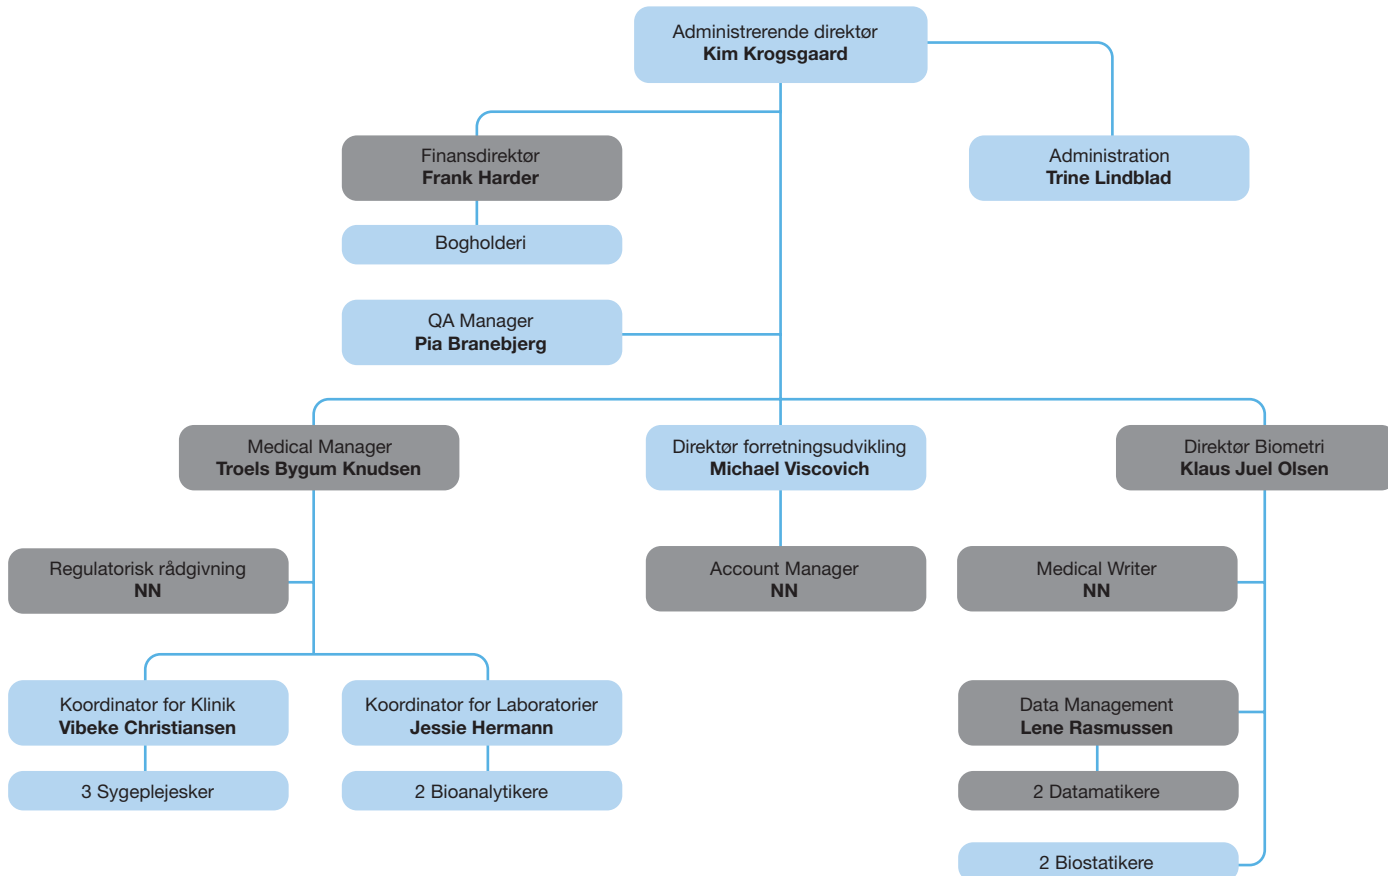 Administrerende direktør
Kim Krogsgaard
Finansdirektør
Frank Harder
Administration
Trine Lindblad
Bogholderi
QA Manager
Pia Branebjerg
Medical Manager
Troels Bygum Knudsen
Direktør forretningsudvikling
Michael Viscovich
Direktør Biometri
Klaus Juel Olsen
Regulatorisk rådgivning
NN
Account Manager
NN
Medical Writer
NN
Koordinator for Klinik
Vibeke Christiansen
Koordinator for Laboratorier
Jessie Hermann
Data Management
Lene Rasmussen
3 Sygeplejesker
2 Bioanalytikere
2 Datamatikere
2 Biostatikere